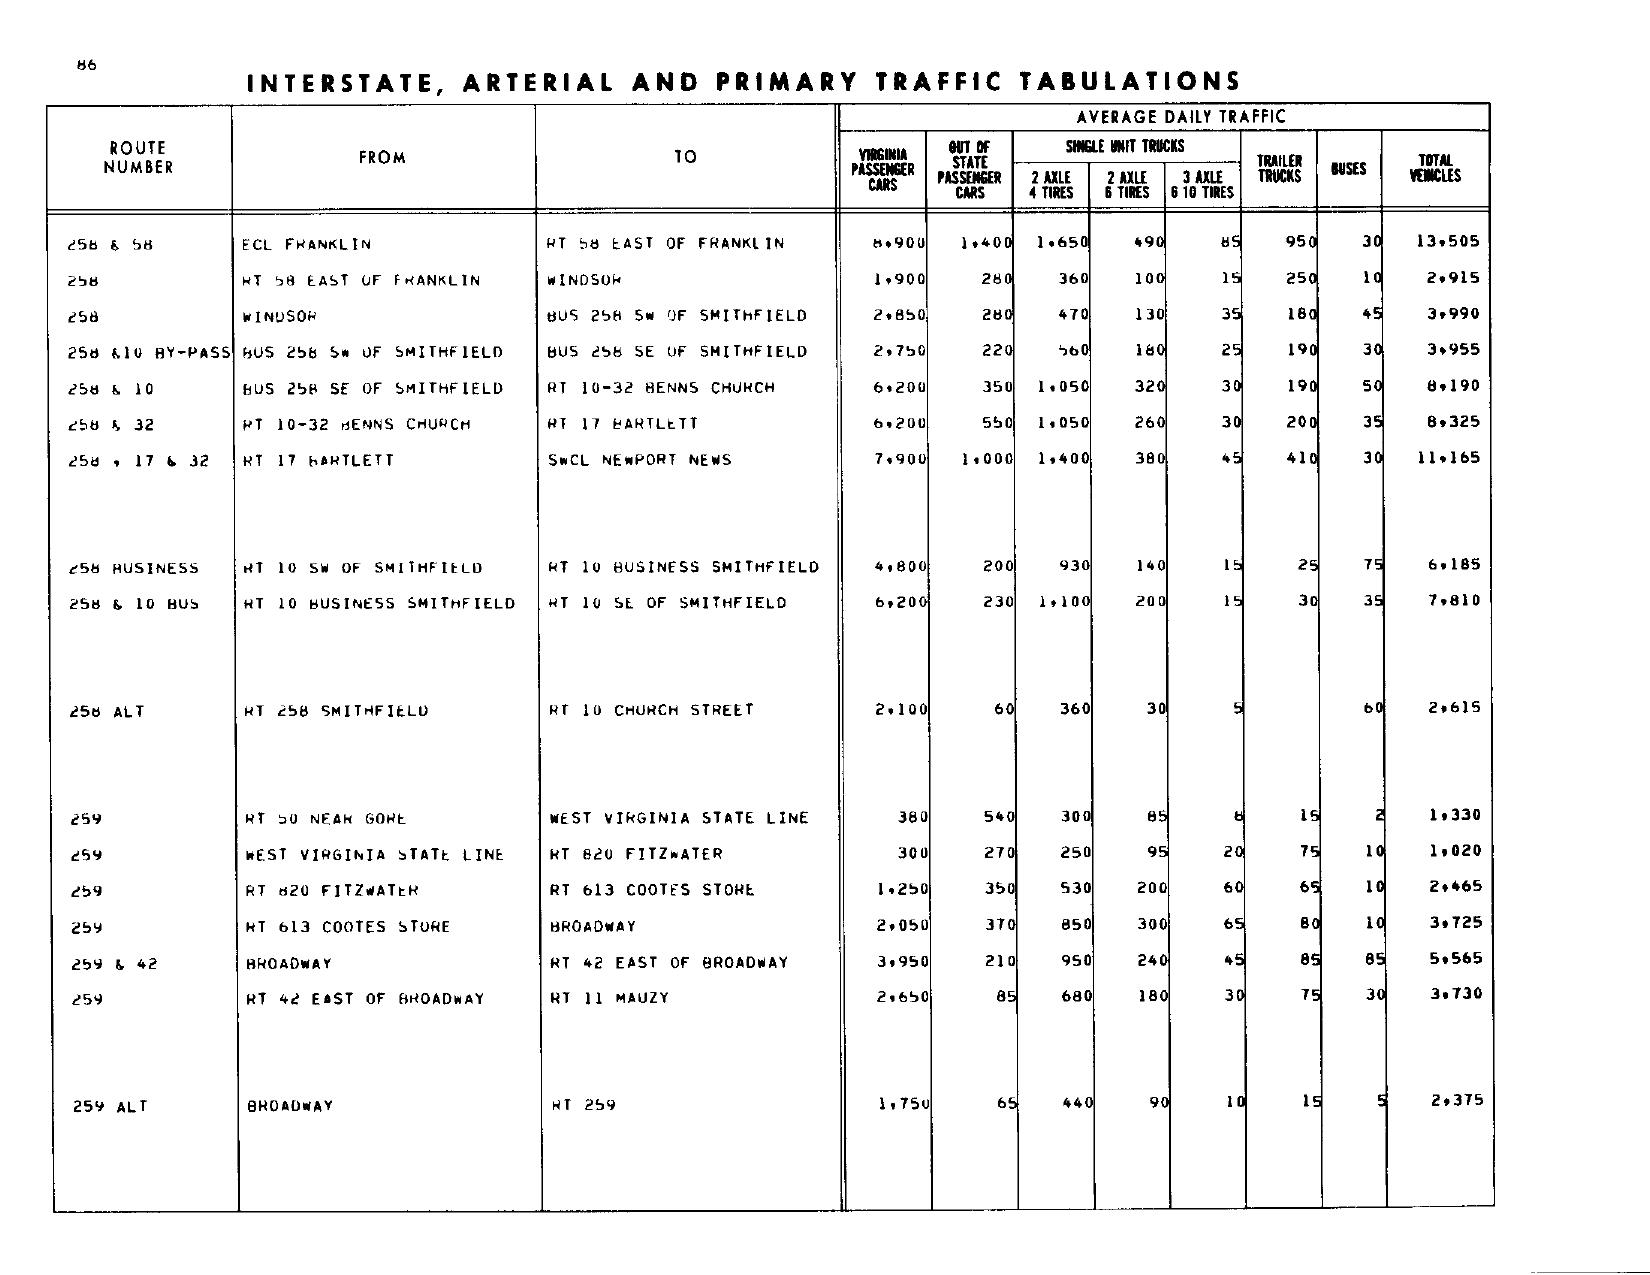 86
INTERSTATE, ARTERIAL AND PRIMARY TRAFFIC TABULATIONS
AVERAGE DAILY TRAFFIC
ROUTE NUMBER FROM TO VIRGINIA PASSENGER CARS OUT OF STATE PASSENGER CARS SINGLE UNIT TRUCKS 2 AXLE 4 TIRES 2 AXLE 6 TIRES 3 AXLE 6 10 TIRES TRAILER TRUCKS BUSES TOTAL VEHICLES
258 & 58 ECL FRANKLIN RT 58 EAST OF FRANKLIN 8,900 1,400 1,650 490 85 950 30 13,505
258 RT 58 EAST OF FRANKLIN WINDSOR 1,900 280 360 100 15 250 10 2,915
258 WINDSOR BUS 258 SW OF SMITHFIELD 2,850 280 470 130 35 180 45 3,990
258 &10 BY-PASS BUS 258 SW OF SMITHFIELD BUS 258 SE OF SMITHFIELD 2,750 220 560 180 25 190 30 3,955
258 & 10 BUS 258 SE OF SMITHFIELD RT 10-32 BENNS CHURCH 6,200 350 1,050 320 30 190 50 8,190
258 & 32 RT 10-32 BENNS CHURCH RT 17 BARTLETT 6,200 550 1,050 260 30 200 35 8,325
258 , 17 & 32 RT 17 BARTLETT SWCL NEWPORT NEWS 7,900 1,000 1,400 380 45 410 30 11,165
258 BUSINESS RT 10 SW OF SMITHFIELD RT 10 BUSINESS SMITHFIELD 4,800 200 930 140 15 25 75 6,185
258 & 10 BUS RT 10 BUSINESS SMITHFIELD RT 10 SE OF SMITHFIELD 6,200 230 1,100 200 15 30 35 7,810
258 ALT RT 258 SMITHFIELD RT 10 CHURCH STREET 2,100 60 360 30 5 60 2,615
259 RT 50 NEAR GORE WEST VIRGINIA STATE LINE 380 540 300 85 8 15 2 1,330
259 WEST VIRGINIA STATE LINE RT 820 FITZWATER 300 270 250 95 20 75 10 1,020
259 RT 820 FITZWATER RT 613 COOTES STORE 1,250 350 530 200 60 65 10 2,465
259 RT 613 COOTES STORE BROADWAY 2,050 370 850 300 65 80 10 3,725
259 & 42 BROADWAY RT 42 EAST OF BROADWAY 3,950 210 950 240 45 85 85 5,565
259 RT 42 EAST OF BROADWAY RT 11 MAUZY 2,650 85 680 180 30 75 30 3,730
259 ALT BROADWAY RT 259 1,750 65 440 90 10 15 5 2,375